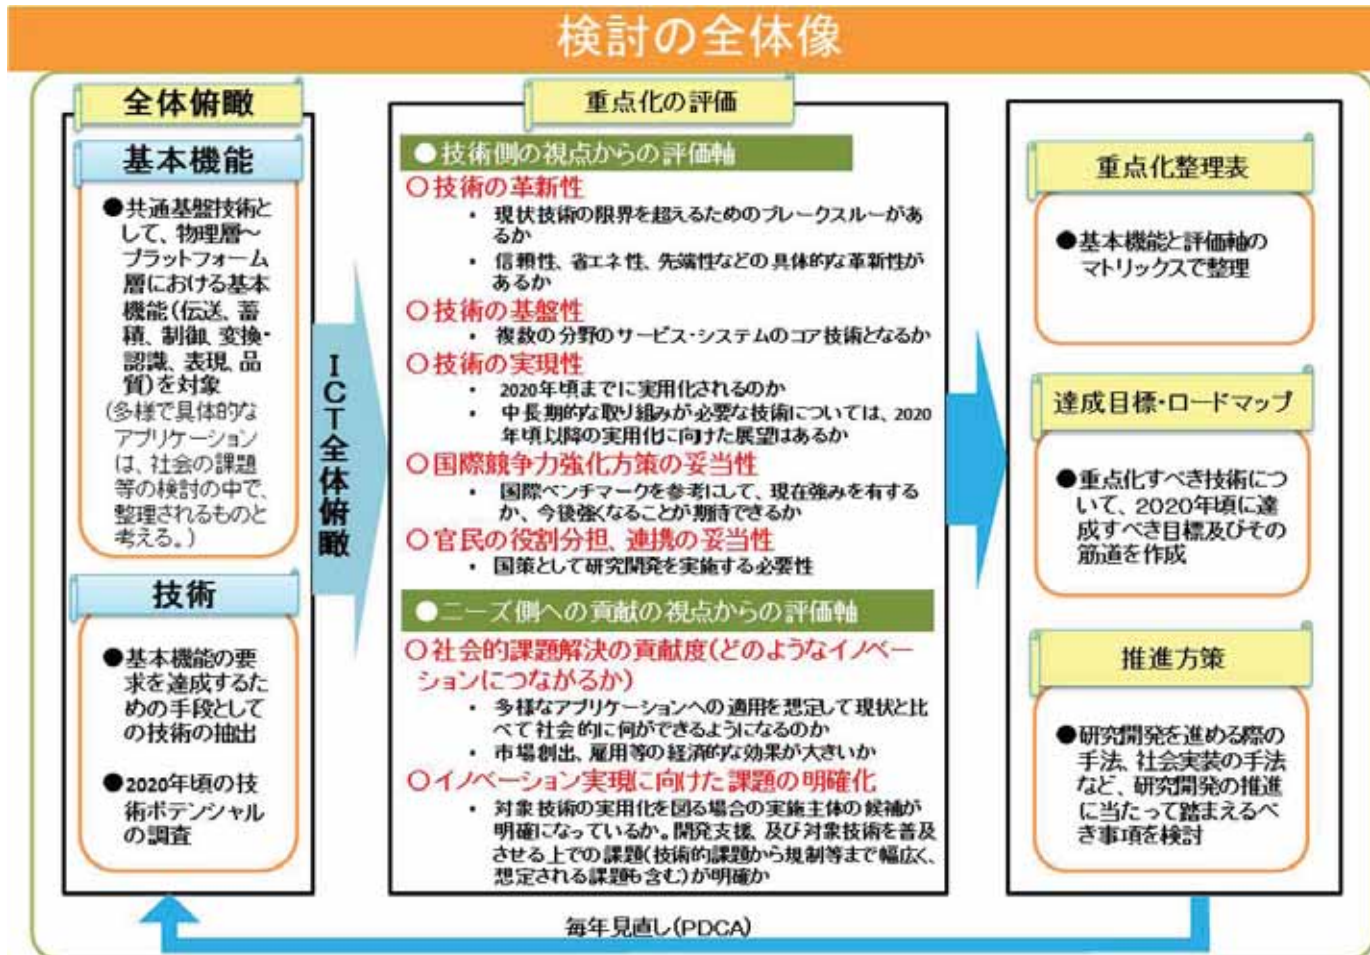 検討の全体像
全体俯瞰
基本機能
●共通基盤技術と
して、物理層～
プラットフォーム
層における基本
機能(伝送、蓄
積、制御、変換・
認識、表現、品
質)を対象
(多様で具体的な
アプリケーション
は、社会の課題
等の検討の中で、
整理されるものと
考える。)
技術
●基本機能の要
求を達成するた
めの手段として
の技術の抽出
●2020年頃の技
術ポテンシャル
の調査
ICT全体俯瞰
重点化の評価
●技術側の視点からの評価軸
○技術の革新性
・ 現状技術の限界を超えるためのブレークスルーがあ
るか
・ 信頼性、省エネ性、先端性などの具体的な革新性が
あるか
○技術の基盤性
・ 複数の分野のサービス・システムのコア技術となるか
○技術の実現性
・ 2020年頃までに実用化されるのか
・ 中長期的な取り組みが必要な技術については、2020
年頃以降の実用化に向けた展望はあるか
○国際競争力強化方策の妥当性
・ 国際ベンチマークを参考にして、現在強みを有する
か、今後強くなることが期待できるか
○官民の役割分担、連携の妥当性
・ 国策として研究開発を実施する必要性
●ニーズ側への貢献の視点からの評価軸
○社会的課題解決の貢献度(どのようなイノベー
ションにつながるか)
・ 多様なアプリケーションへの適用を想定して現状と比
べて社会的に何ができるようになるのか
・ 市場創出、雇用等の経済的な効果が大きいか
○イノベーション実現に向けた課題の明確化
・ 対象技術の実用化を図る場合の実施主体の候補が
明確になっているか。開発支援、及び対象技術を普及
させる上での課題(技術的課題から規制等まで幅広く、
想定される課題も含む)が明確か
重点化整理表
●基本機能と評価軸の
マトリックスで整理
達成目標・ロードマップ
●重点化すべき技術につ
いて、2020年頃に達
成すべき目標及びその
筋道を作成
推進方策
●研究開発を進める際の
手法、社会実装の手法
など、研究開発の推進
に当たって踏まえるべ
き事項を検討
毎年見直し(PDCA)